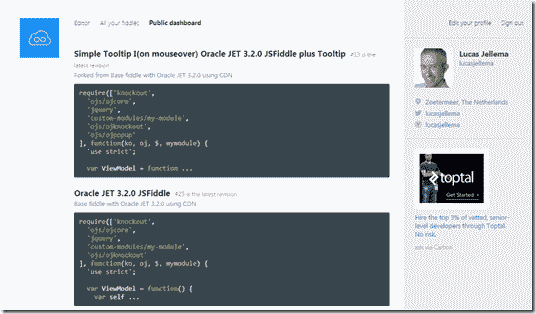 Editor All your fiddles Public dashboard
Edit your profile Sign out
Simple Tooltip I(on mouseover) Oracle JET 3.2.0 JSFiddle plus Tooltip is the
latest revision
Forked from Base fiddle with Oracle JET 3.2.0 using CDN
require(['knockout',
'ojs/ojcore',
'jquery',
'custom-modules/my-module',
'ojs/ojknockout',
'ojs/ojpopup'
], function(ko, oj, $, mymodule) {
'use strict';
var ViewModel = function ...
Oracle JET 3.2.0 JSFiddle is the latest revision
Base fiddle with Oracle JET 3.2.0 using CDN
require(['knockout',
'ojs/ojcore',
'jquery',
'custom-modules/my-module',
'ojs/ojknockout'
], function(ko, oj, $, mymodule) {
'use strict';
var ViewModel = function() {
var self ...
Lucas Jellema
lucasjellema
Zoetermeer, The Netherlands
lucasjellema
lucasjellema
toptal
Get Started
Hire the top 3% of vetted, senior-
level developers through Toptal.
No risk.
ads via Carbon